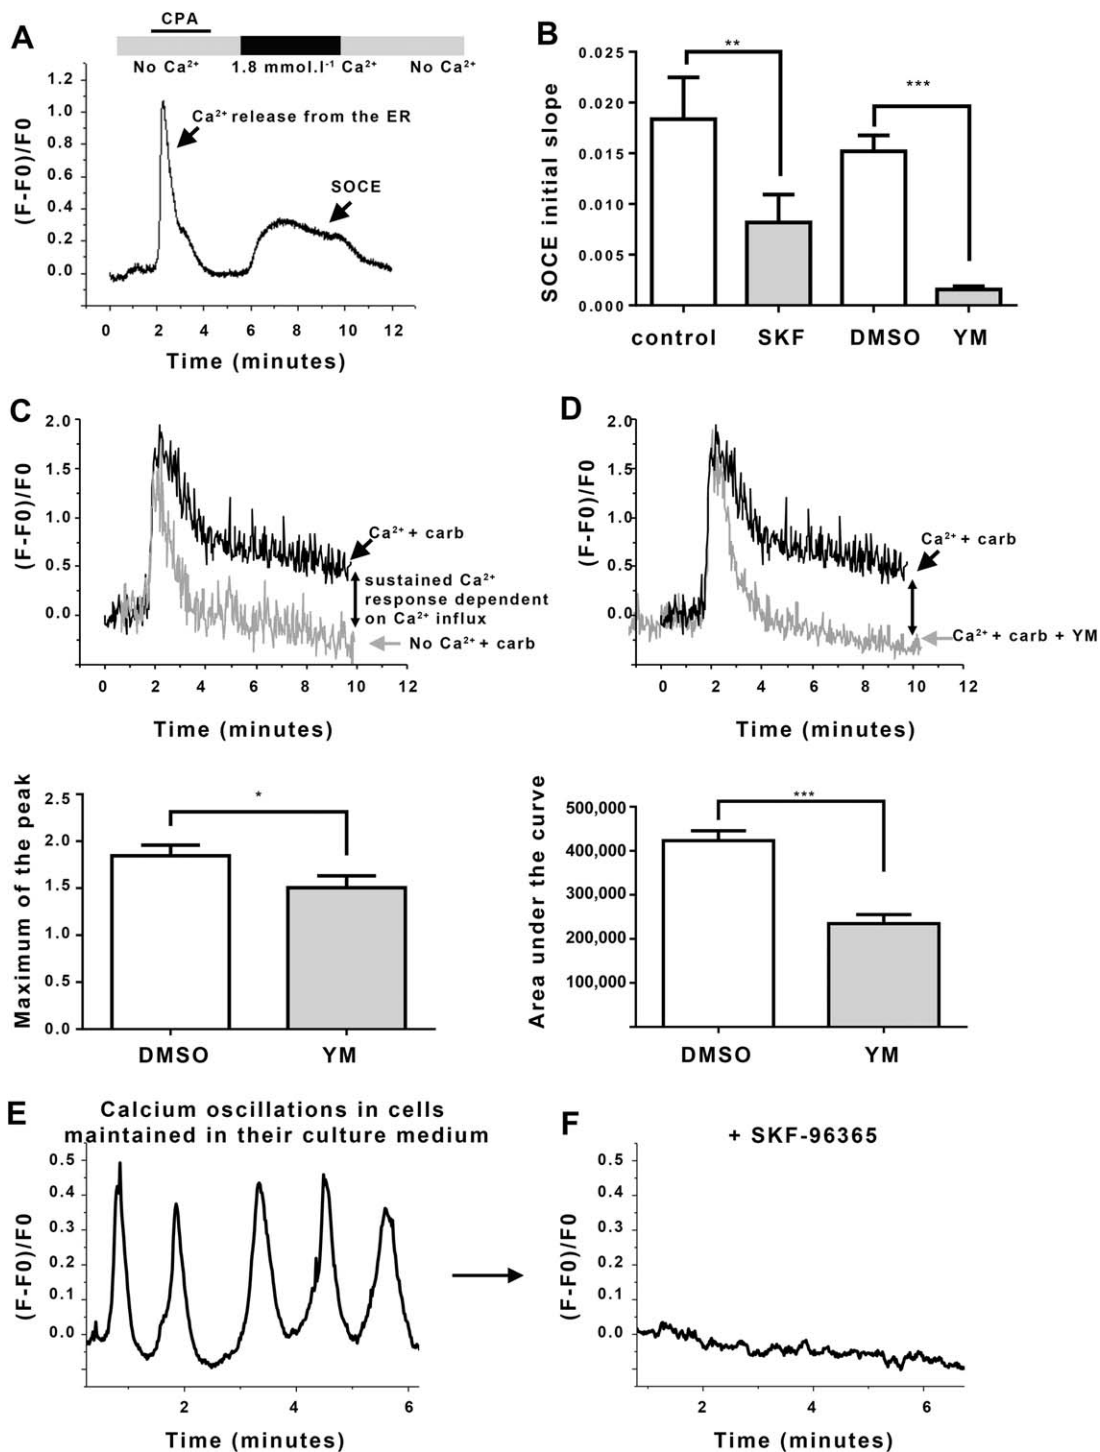 A
CPA
No Ca²⁺ 1.8 mmol.l⁻¹ Ca²⁺ No Ca²⁺
(F-F0)/F0
1.2
1.0
0.8
0.6
0.4
0.2
0.0
Ca²⁺ release from the ER
SOCE
0 2 4 6 8 10 12
Time (minutes)
B
SOCE initial slope
0.025
0.020
0.015
0.010
0.005
0.000
**
***
control SKF DMSO YM
C
(F-F0)/F0
2.0
1.5
1.0
0.5
0.0
Ca²⁺ + carb
sustained Ca²⁺
response dependent
on Ca²⁺ influx
No Ca²⁺ + carb
0 2 4 6 8 10 12
Time (minutes)
D
(F-F0)/F0
2.0
1.5
1.0
0.5
0.0
Ca²⁺ + carb
Ca²⁺ + carb + YM
0 2 4 6 8 10 12
Time (minutes)
Maximum of the peak
2.5
2.0
1.5
1.0
0.5
0.0
*
DMSO YM
Area under the curve
500,000
400,000
300,000
200,000
100,000
***
DMSO YM
E
Calcium oscillations in cells
maintained in their culture medium
(F-F0)/F0
0.5
0.4
0.3
0.2
0.1
0.0
2 4 6
Time (minutes)
F
+ SKF-96365
(F-F0)/F0
0.5
0.4
0.3
0.2
0.1
0.0
2 4 6
Time (minutes)